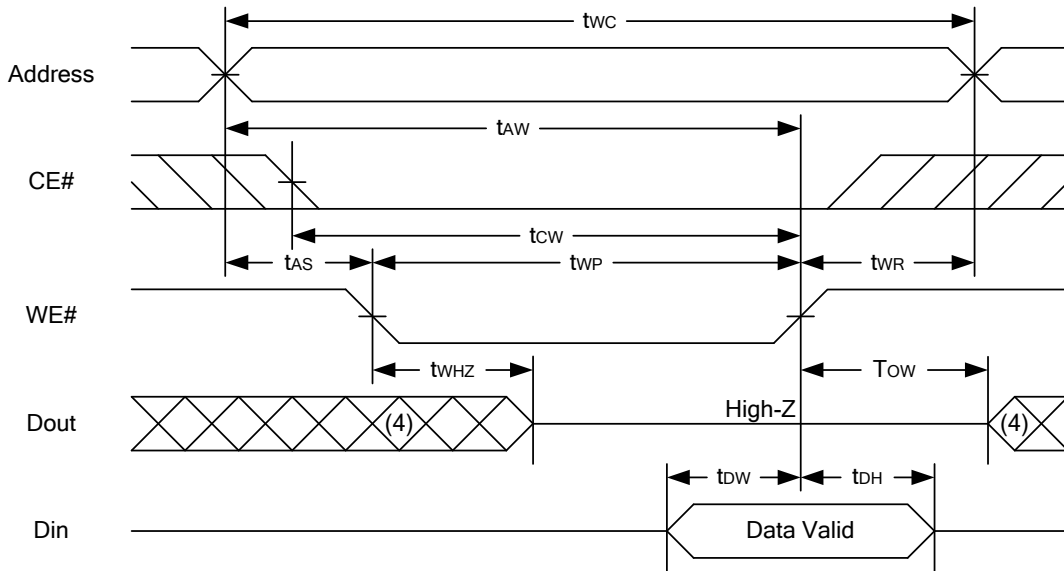 tWC
Address
tAW
CE#
tCW
tAS tWP tWR
WE#
tWHZ TOW
High-Z
Dout (4) (4)
tDW tDH
Din Data Valid